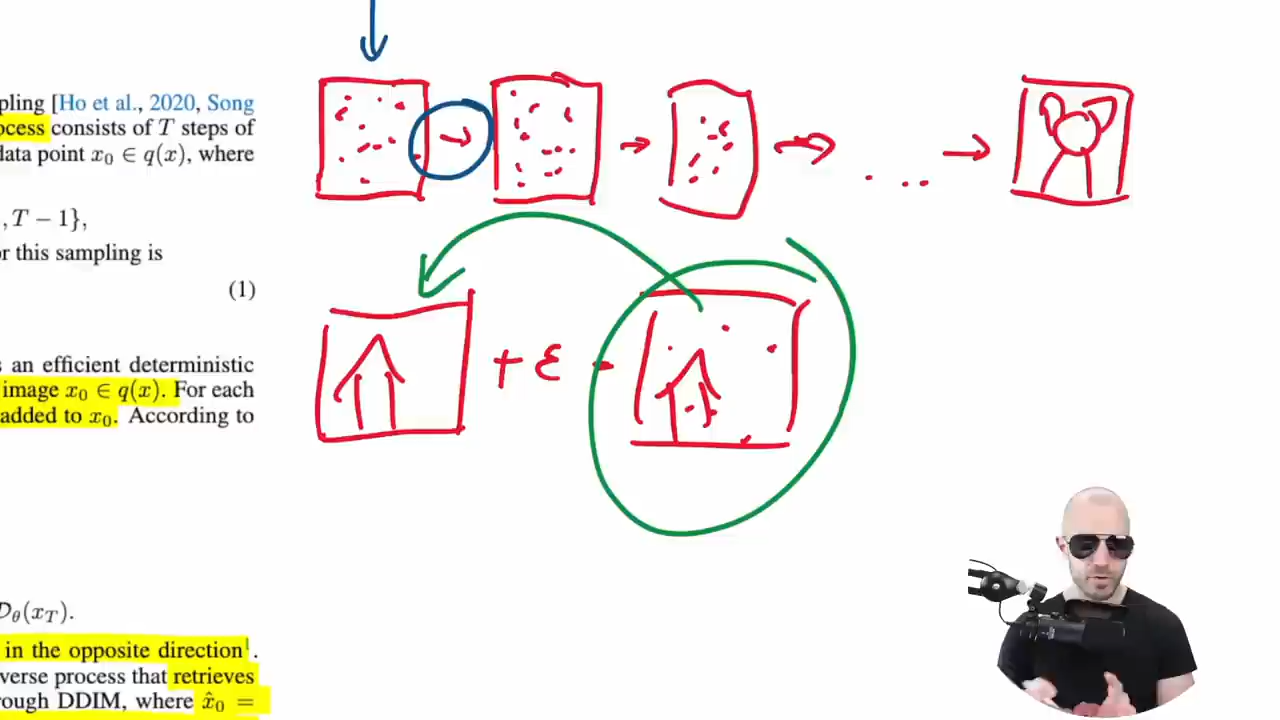 pling [Ho et al., 2020, Song
ocess consists of T steps of
data point x₀ ∈ q(x), where
, T − 1},
or this sampling is
(1)
s an efficient deterministic
image x₀ ∈ q(x). For each
added to x₀. According to
+ ε
𝒟_θ(x_T).
in the opposite direction¹.
verse process that retrieves
rough DDIM, where x̂₀ =